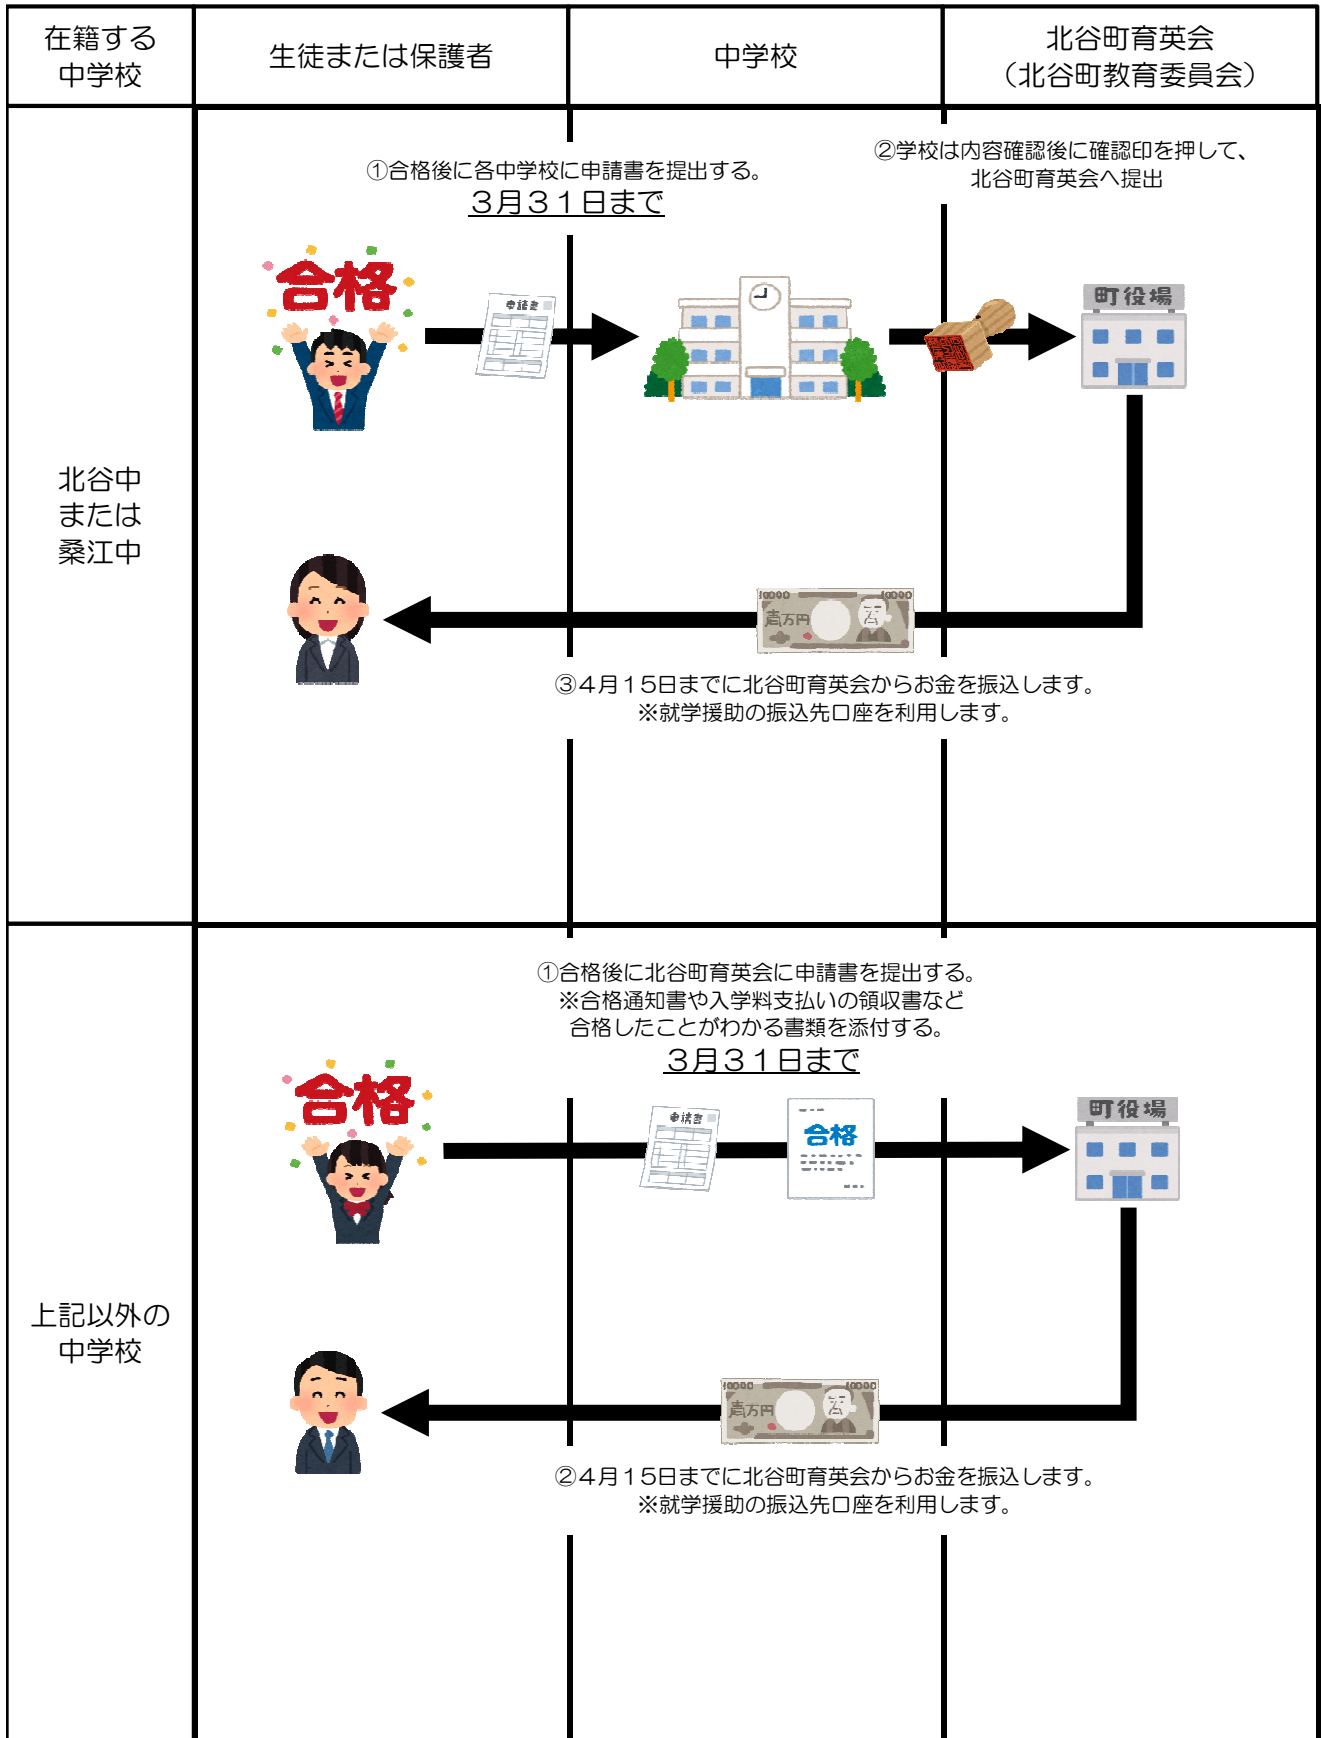 在籍する
中学校
生徒または保護者
中学校
北谷町育英会
（北谷町教育委員会）
北谷中
または
桑江中
①合格後に各中学校に申請書を提出する。
３月３１日まで
②学校は内容確認後に確認印を押して、
北谷町育英会へ提出
合格
申請書
町役場
10000
10000
壱万円
③４月１５日までに北谷町育英会からお金を振込します。
※就学援助の振込先口座を利用します。
上記以外の
中学校
①合格後に北谷町育英会に申請書を提出する。
※合格通知書や入学料支払いの領収書など
合格したことがわかる書類を添付する。
３月３１日まで
合格
申請書
合格
町役場
10000
10000
壱万円
②４月１５日までに北谷町育英会からお金を振込します。
※就学援助の振込先口座を利用します。